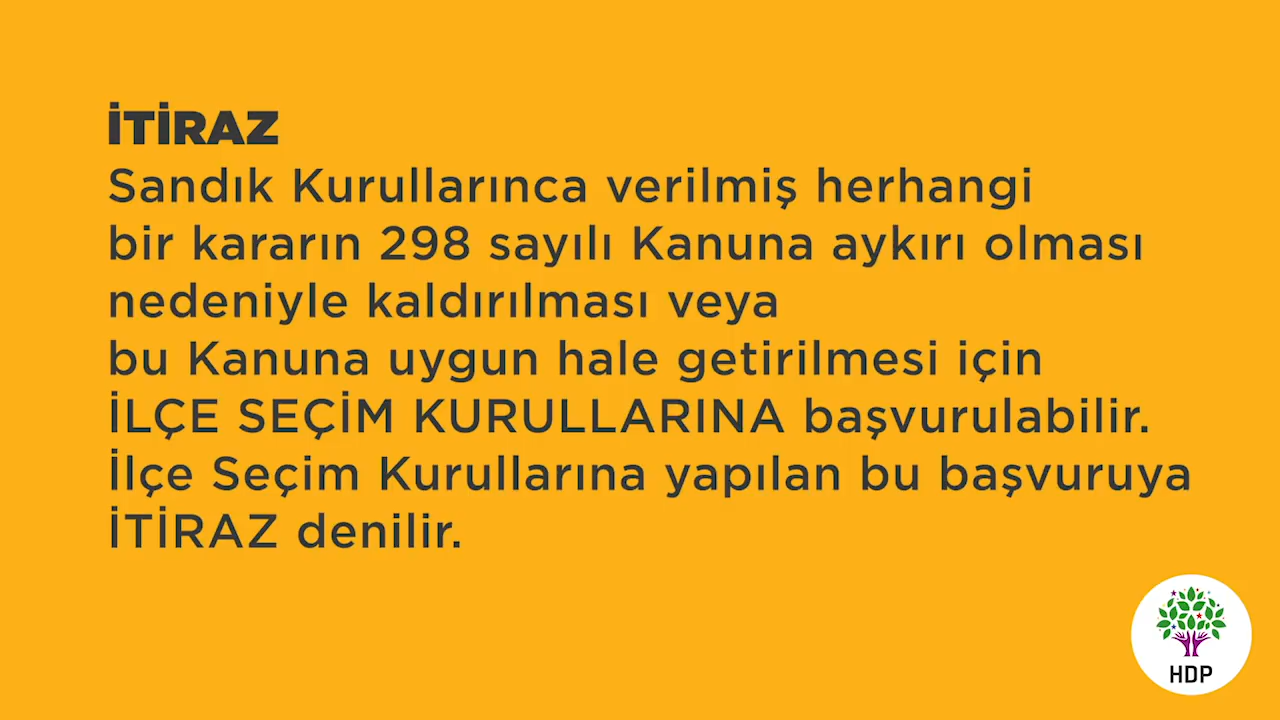 İTİRAZ
Sandık Kurullarınca verilmiş herhangi
bir kararın 298 sayılı Kanuna aykırı olması
nedeniyle kaldırılması veya
bu Kanuna uygun hale getirilmesi için
İLÇE SEÇİM KURULLARINA başvurulabilir.
İlçe Seçim Kurullarına yapılan bu başvuruya
İTİRAZ denilir.
HDP